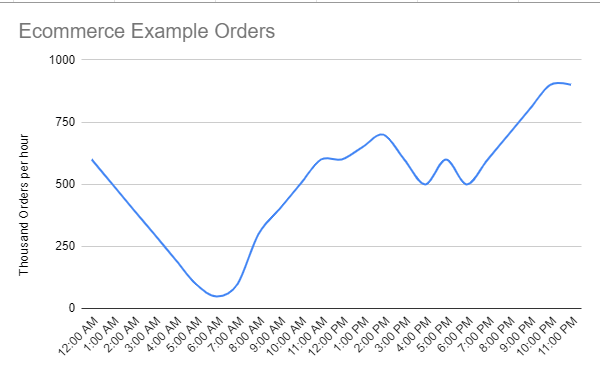 Ecommerce Example Orders
1000
750
500
250
0
Thousand Orders per hour
12:00 AM
1:00 AM
2:00 AM
3:00 AM
4:00 AM
5:00 AM
6:00 AM
7:00 AM
8:00 AM
9:00 AM
10:00 AM
11:00 AM
12:00 PM
1:00 PM
2:00 PM
3:00 PM
4:00 PM
5:00 PM
6:00 PM
7:00 PM
8:00 PM
9:00 PM
10:00 PM
11:00 PM